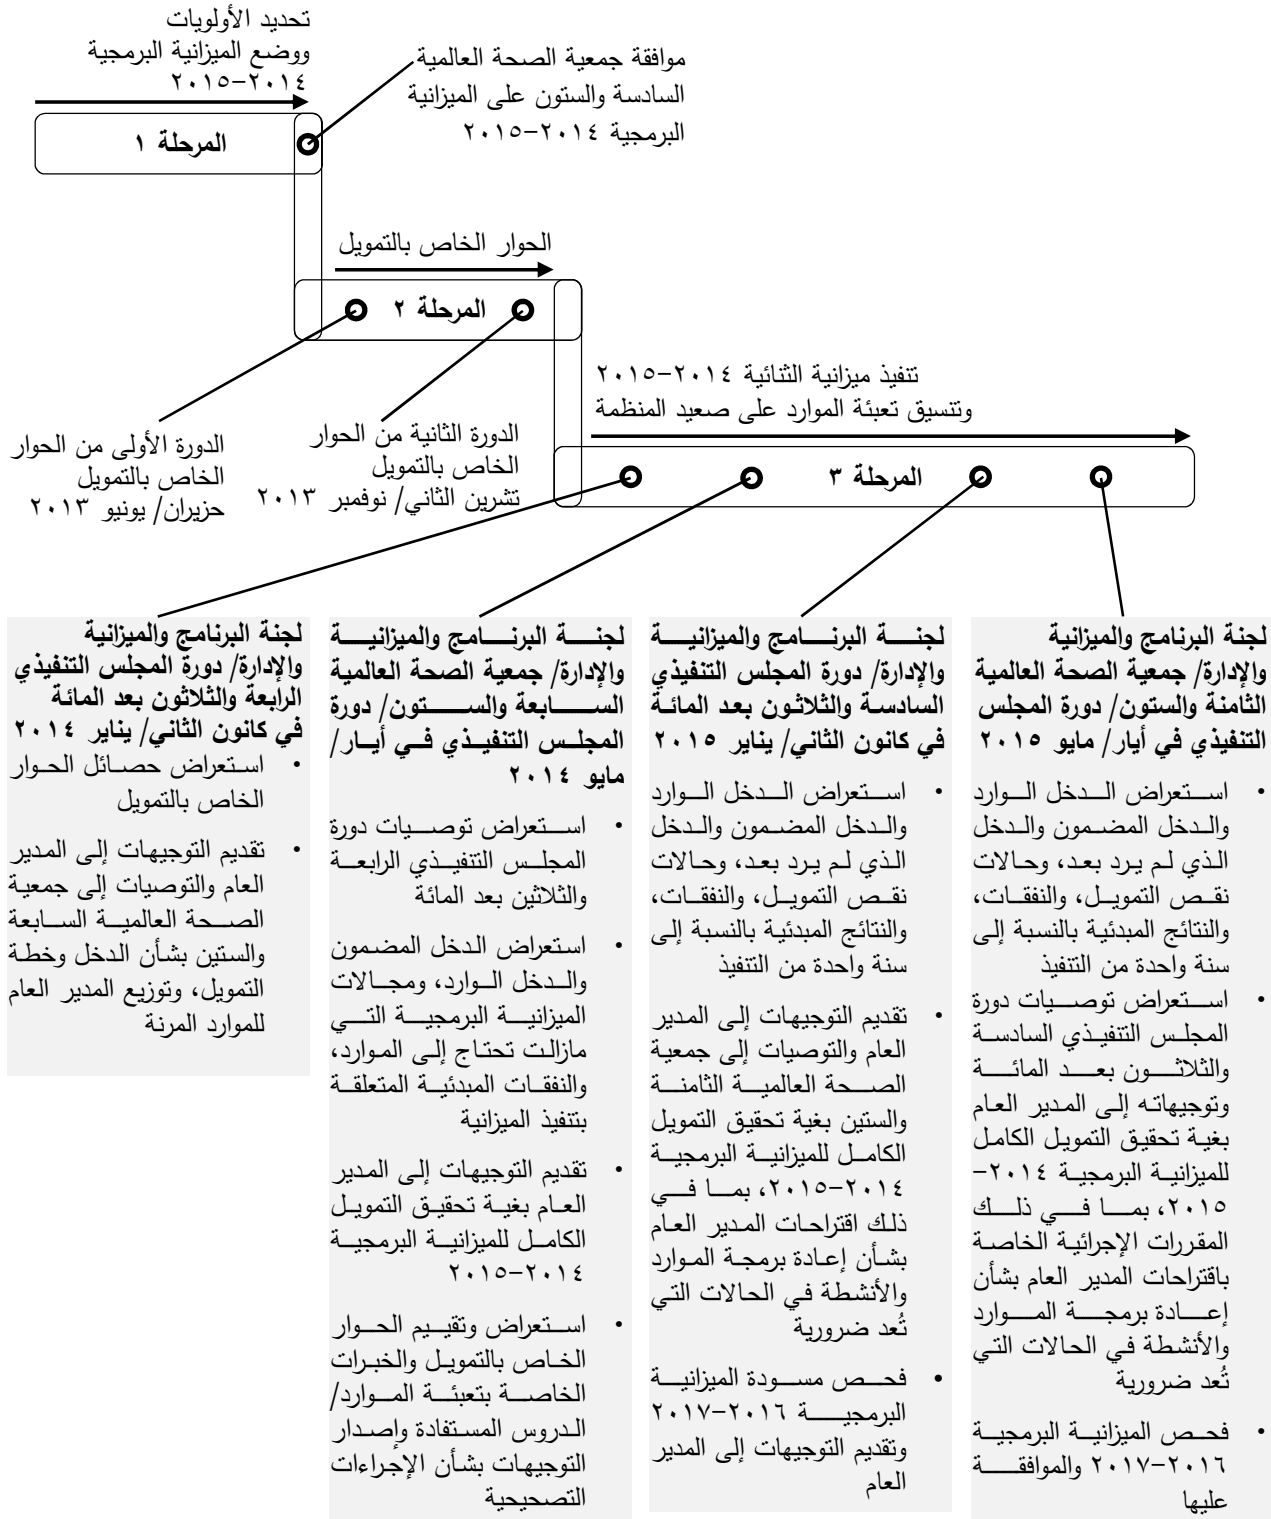 تحديد الأولويات
ووضع الميزانية البرمجية
٢٠١٤-٢٠١٥
موافقة جمعية الصحة العالمية
السادسة والستون على الميزانية
البرمجية ٢٠١٤-٢٠١٥
المرحلة ١
الحوار الخاص بالتمويل
المرحلة ٢
تنفيذ ميزانية الثنائية ٢٠١٤-٢٠١٥
وتنسيق تعبئة الموارد على صعيد المنظمة
الدورة الثانية من الحوار
الخاص بالتمويل
تشرين الثاني/ نوفمبر ٢٠١٣
الدورة الأولى من الحوار
الخاص بالتمويل
حزيران/ يونيو ٢٠١٣
المرحلة ٣
لجنة البرنامج والميزانية
والإدارة/ جمعية الصحة العالمية
الثامنة والستون/ دورة المجلس
التنفيذي في أيار/ مايو ٢٠١٥
• استعراض الدخل الوارد
والدخل المضمون والدخل
الذي لم يرد بعد، وحالات
نقص التمويل، والنفقات،
والنتائج المبدئية بالنسبة إلى
سنة واحدة من التنفيذ
• استعراض توصيات دورة
المجلس التنفيذي السادسة
والثلاثون بعد المائة
وتوجيهاته إلى المدير العام
بغية تحقيق التمويل الكامل
للميزانية البرمجية ٢٠١٤-
٢٠١٥، بما في ذلك
المقررات الإجرائية الخاصة
باقتراحات المدير العام بشأن
إعادة برمجة الموارد
والأنشطة في الحالات التي
تُعد ضرورية
• فحص الميزانية البرمجية
٢٠١٦-٢٠١٧ والموافقة
عليها
لجنة البرنامج والميزانية
والإدارة/ دورة المجلس التنفيذي
السادسة والثلاثون بعد المائة
في كانون الثاني/ يناير ٢٠١٥
• استعراض الدخل الوارد
والدخل المضمون والدخل
الذي لم يرد بعد، وحالات
نقص التمويل، والنفقات،
والنتائج المبدئية بالنسبة إلى
سنة واحدة من التنفيذ
• تقديم التوجيهات إلى المدير
العام والتوصيات إلى جمعية
الصحة العالمية الثامنة
والستين بغية تحقيق التمويل
الكامل للميزانية البرمجية
٢٠١٤-٢٠١٥، بما في
ذلك اقتراحات المدير العام
بشأن إعادة برمجة الموارد
والأنشطة في الحالات التي
تُعد ضرورية
• فحص مسودة الميزانية
البرمجية ٢٠١٦-٢٠١٧
وتقديم التوجيهات إلى المدير
العام
لجنة البرنامج والميزانية
والإدارة/ جمعية الصحة العالمية
السابعة والستون/ دورة
المجلس التنفيذي في أيار/
مايو ٢٠١٤
• استعراض توصيات دورة
المجلس التنفيذي الرابعة
والثلاثين بعد المائة
• استعراض الدخل المضمون
والدخل الوارد، ومجالات
الميزانية البرمجية التي
مازالت تحتاج إلى الموارد،
والنفقات المبدئية المتعلقة
بتنفيذ الميزانية
• تقديم التوجيهات إلى المدير
العام بغية تحقيق التمويل
الكامل للميزانية البرمجية
٢٠١٤-٢٠١٥
• استعراض وتقييم الحوار
الخاص بالتمويل والخبرات
الخاصة بتعبئة الموارد/
الدروس المستفادة وإصدار
التوجيهات بشأن الإجراءات
التصحيحية
لجنة البرنامج والميزانية
والإدارة/ دورة المجلس التنفيذي
الرابعة والثلاثون بعد المائة
في كانون الثاني/ يناير ٢٠١٤
• استعراض حصائل الحوار
الخاص بالتمويل
• تقديم التوجيهات إلى المدير
العام والتوصيات إلى جمعية
الصحة العالمية السابعة
والستين بشأن الدخل وخطة
التمويل، وتوزيع المدير العام
للموارد المرنة